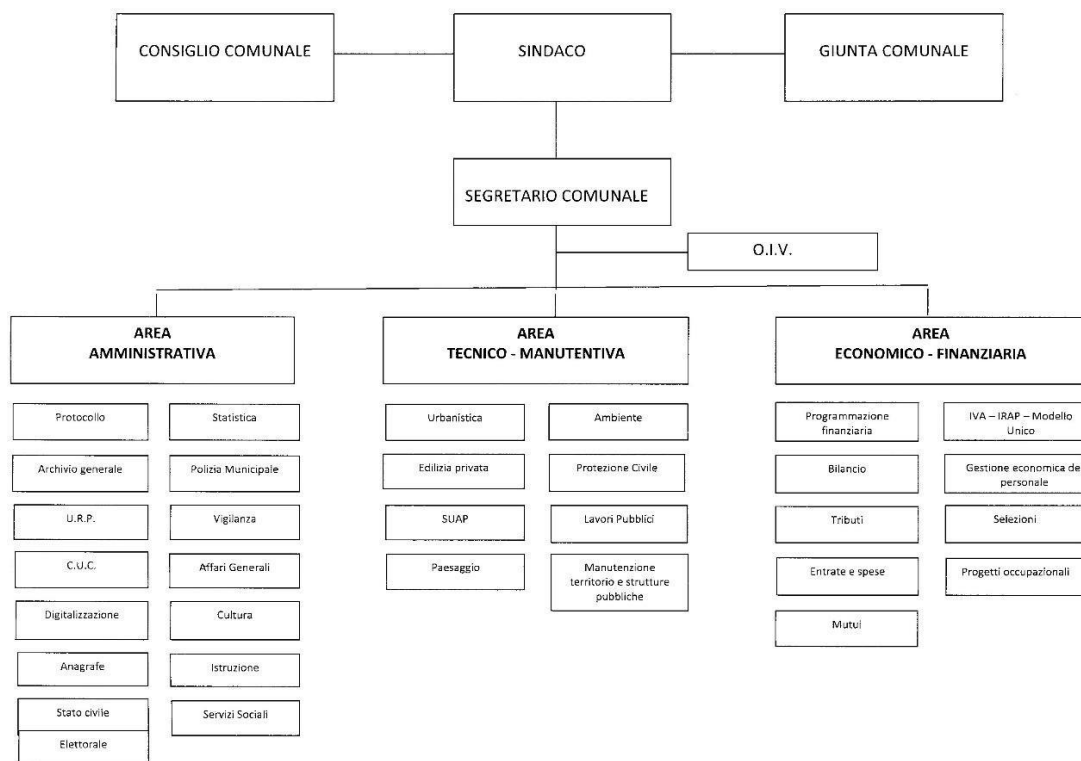 CONSIGLIO COMUNALE
SINDACO
GIUNTA COMUNALE
SEGRETARIO COMUNALE
O.I.V.
AREA
AMMINISTRATIVA
AREA
TECNICO - MANUTENTIVA
AREA
ECONOMICO - FINANZIARIA
Protocollo
Statistica
Archivio generale
Polizia Municipale
U.R.P.
Vigilanza
C.U.C.
Affari Generali
Digitalizzazione
Cultura
Anagrafe
Istruzione
Stato civile
Servizi Sociali
Elettorale
Urbanistica
Ambiente
Edilizia privata
Protezione Civile
SUAP
Lavori Pubblici
Paesaggio
Manutenzione
territorio e strutture
pubbliche
Programmazione
finanziaria
IVA – IRAP – Modello
Unico
Bilancio
Gestione economica de
personale
Tributi
Selezioni
Entrate e spese
Progetti occupazionali
Mutui